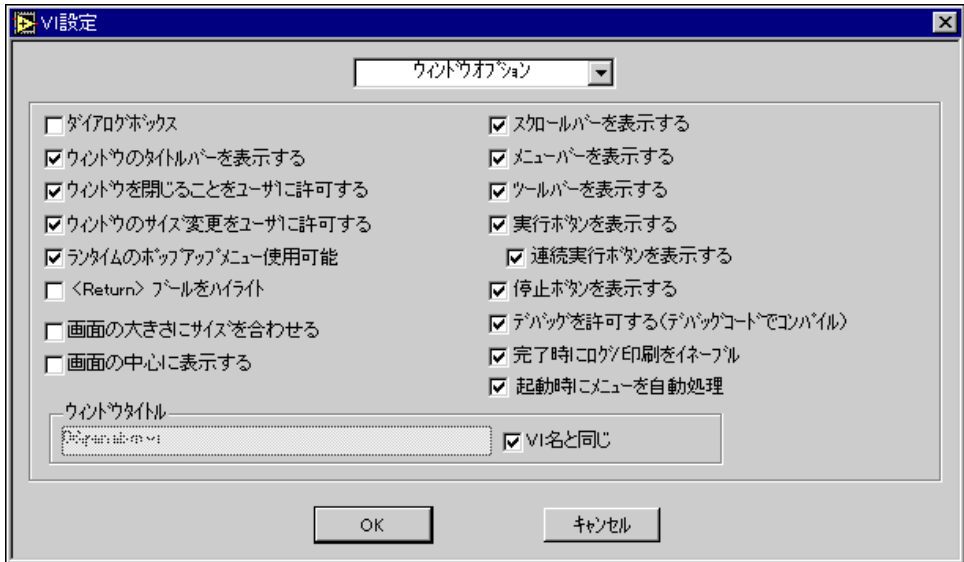 VI設定
ウィンドウオプション
ダイアログボックス
ウィンドウのタイトルバーを表示する
ウィンドウを閉じることをユーザに許可する
ウィンドウのサイズ変更をユーザに許可する
ランタイムのポップアップメニュー使用可能
<Return> ブールをハイライト
画面の大きさにサイズを合わせる
画面の中心に表示する
スクロールバーを表示する
メニューバーを表示する
ツールバーを表示する
実行ボタンを表示する
連続実行ボタンを表示する
停止ボタンを表示する
デバッグを許可する(デバッグコードでコンパイル)
完了時にログ/印刷をイネーブル
起動時にメニューを自動処理
ウィンドウタイトル
VI名と同じ
OK
キャンセル